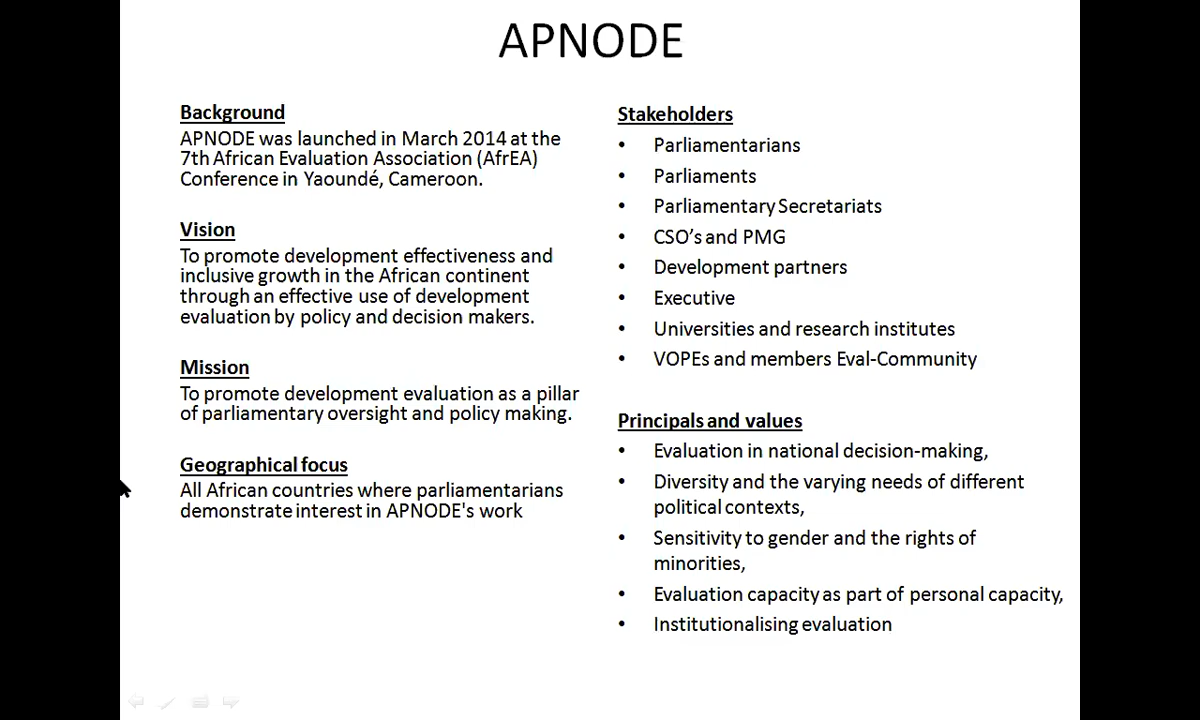 APNODE
Background
APNODE was launched in March 2014 at the
7th African Evaluation Association (AfrEA)
Conference in Yaoundé, Cameroon.
Vision
To promote development effectiveness and
inclusive growth in the African continent
through an effective use of development
evaluation by policy and decision makers.
Mission
To promote development evaluation as a pillar
of parliamentary oversight and policy making.
Geographical focus
All African countries where parliamentarians
demonstrate interest in APNODE's work
Stakeholders
• Parliamentarians
• Parliaments
• Parliamentary Secretariats
• CSO’s and PMG
• Development partners
• Executive
• Universities and research institutes
• VOPEs and members Eval-Community
Principals and values
• Evaluation in national decision-making,
• Diversity and the varying needs of different
political contexts,
• Sensitivity to gender and the rights of
minorities,
• Evaluation capacity as part of personal capacity,
• Institutionalising evaluation